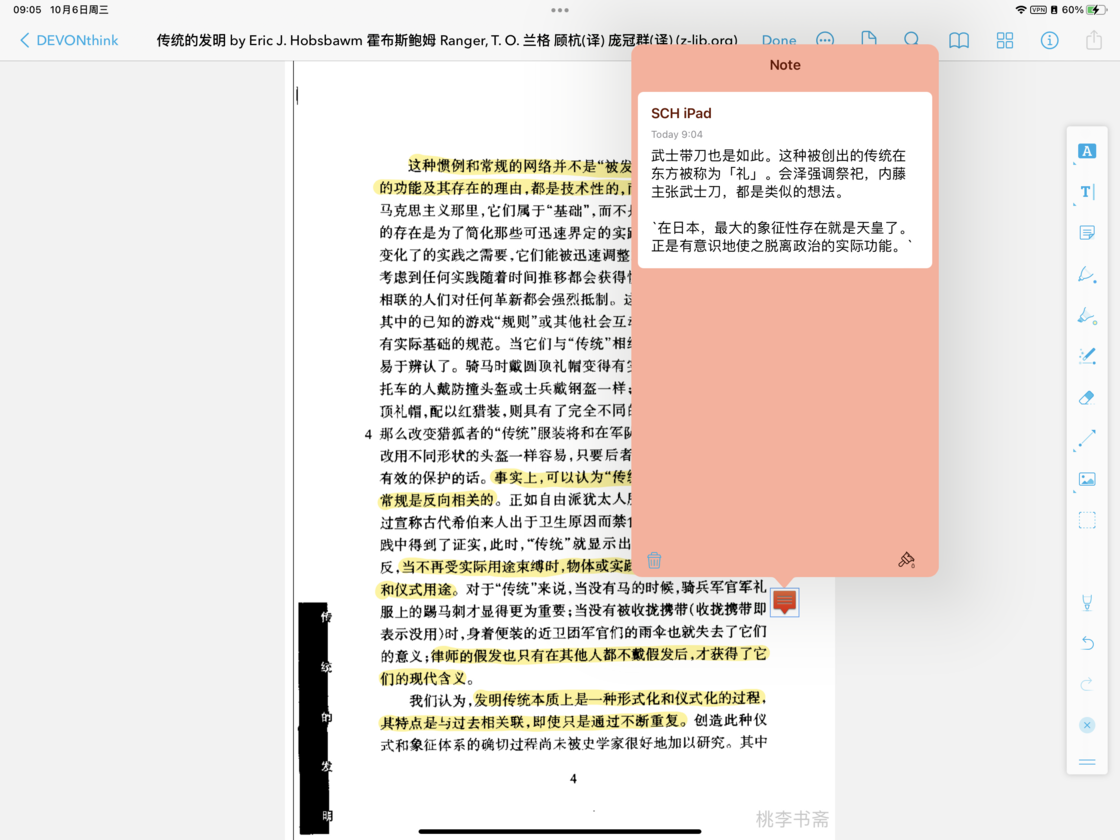 09:05 10月6日周三
VPN
60%
DEVONthink
传统的发明 by Eric J. Hobsbawm 霍布斯鲍姆 Ranger, T. O. 兰格 顾杭(译) 庞冠群(译) (z-lib.org)
Done
Note
SCH iPad
Today 9:04
武士带刀也是如此。这种被创出的传统在
东方被称为「礼」。会泽强调祭祀，内藤
主张武士刀，都是类似的想法。
`在日本，最大的象征性存在就是天皇了。
正是有意识地使之脱离政治的实际功能。`
这种惯例和常规的网络并不是“被发
的功能及其存在的理由,都是技术性的,
马克思主义那里,它们属于“基础”,而不
的存在是为了简化那些可迅速界定的实
变化了的实践之需要,它们能被迅速调整
考虑到任何实践随着时间推移都会获得
相联的人们对任何革新都会强烈抵制。
其中的已知的游戏“规则”或其他社会互
有实际基础的规范。当它们与“传统”相
易于辨认了。骑马时戴圆顶礼帽变得有
托车的人戴防撞头盔或士兵戴钢盔一样;
顶礼帽,配以红猎装,则具有了完全不同
4 那么改变猎狐者的“传统”服装将和在军
改用不同形状的头盔一样容易,只要后者
有效的保护的话。事实上,可以认为“传
常规是反向相关的。正如自由派犹太人
过宣称古代希伯来人出于卫生原因而禁
践中得到了证实,此时,“传统”就显示出
反,当不再受实际用途束缚时,物体或实
和仪式用途。对于“传统”来说,当没有马的时候,骑兵军官军礼
服上的踢马刺才显得更为重要;当没有被收拢携带(收拢携带即
表示没用)时,身着便装的近卫团军官们的雨伞也就失去了它们
的意义;律师的假发也只有在其他人都不戴假发后,才获得了它
们的现代含义。
我们认为,发明传统本质上是一种形式化和仪式化的过程,
其特点是与过去相关联,即使只是通过不断重复。创造此种仪
式和象征体系的确切过程尚未被史学家很好地加以研究。其中
4
传
统
的
发
明
桃李书斋
A
T